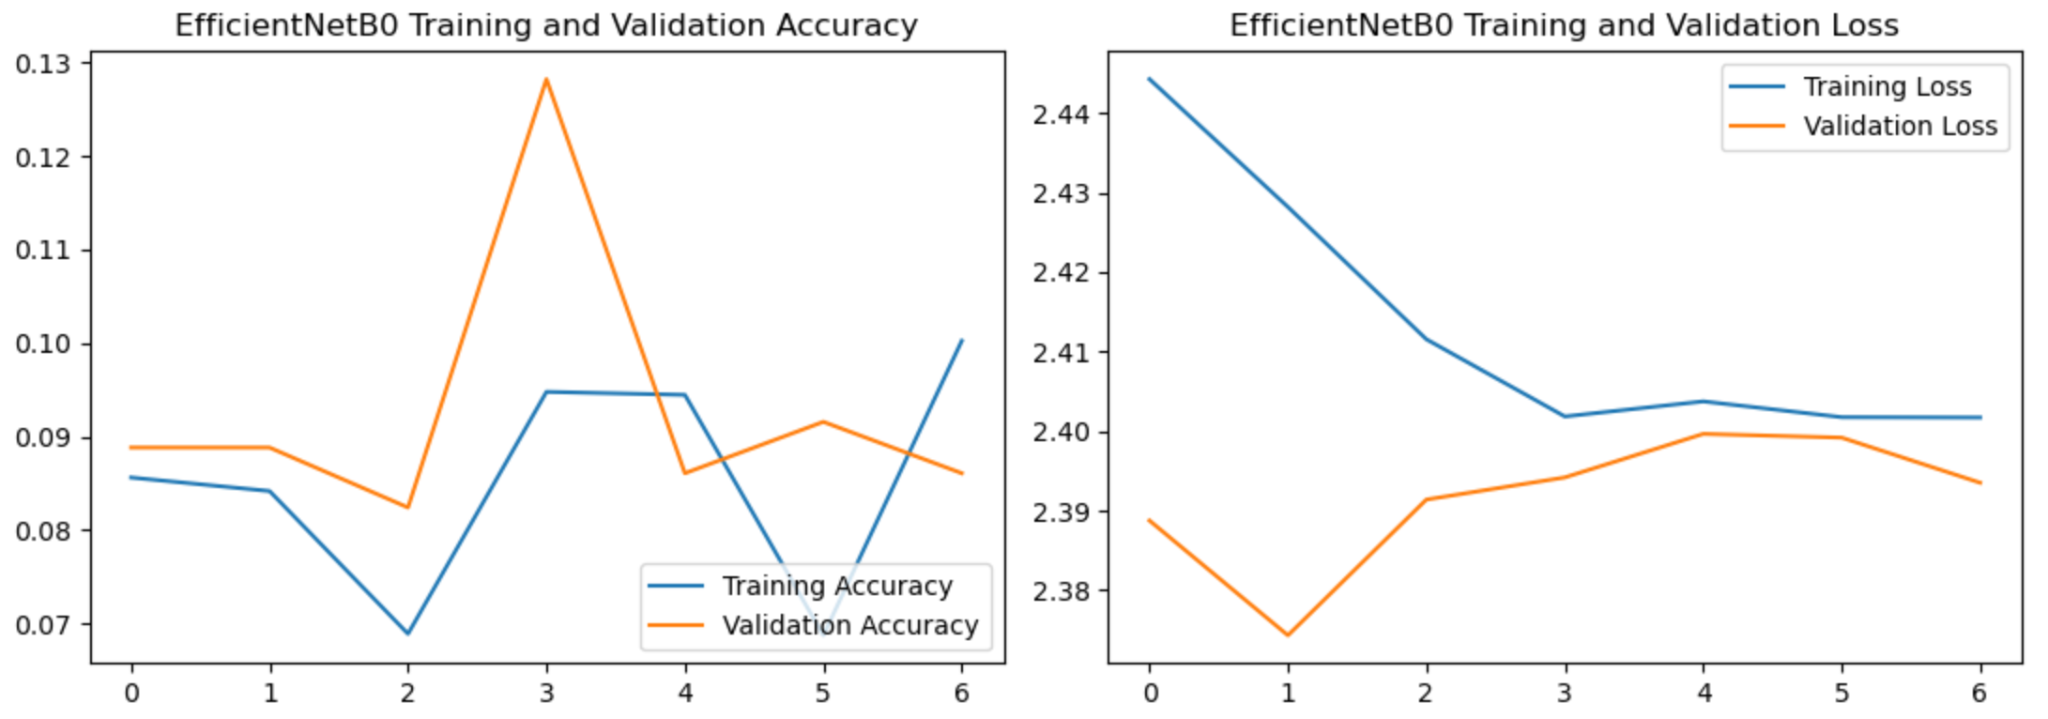 EfficientNetB0 Training and Validation Accuracy
0.13
0.12
0.11
0.10
0.09
0.08
0.07
Training Accuracy
Validation Accuracy
0 1 2 3 4 5 6
EfficientNetB0 Training and Validation Loss
Training Loss
Validation Loss
2.44
2.43
2.42
2.41
2.40
2.39
2.38
0 1 2 3 4 5 6